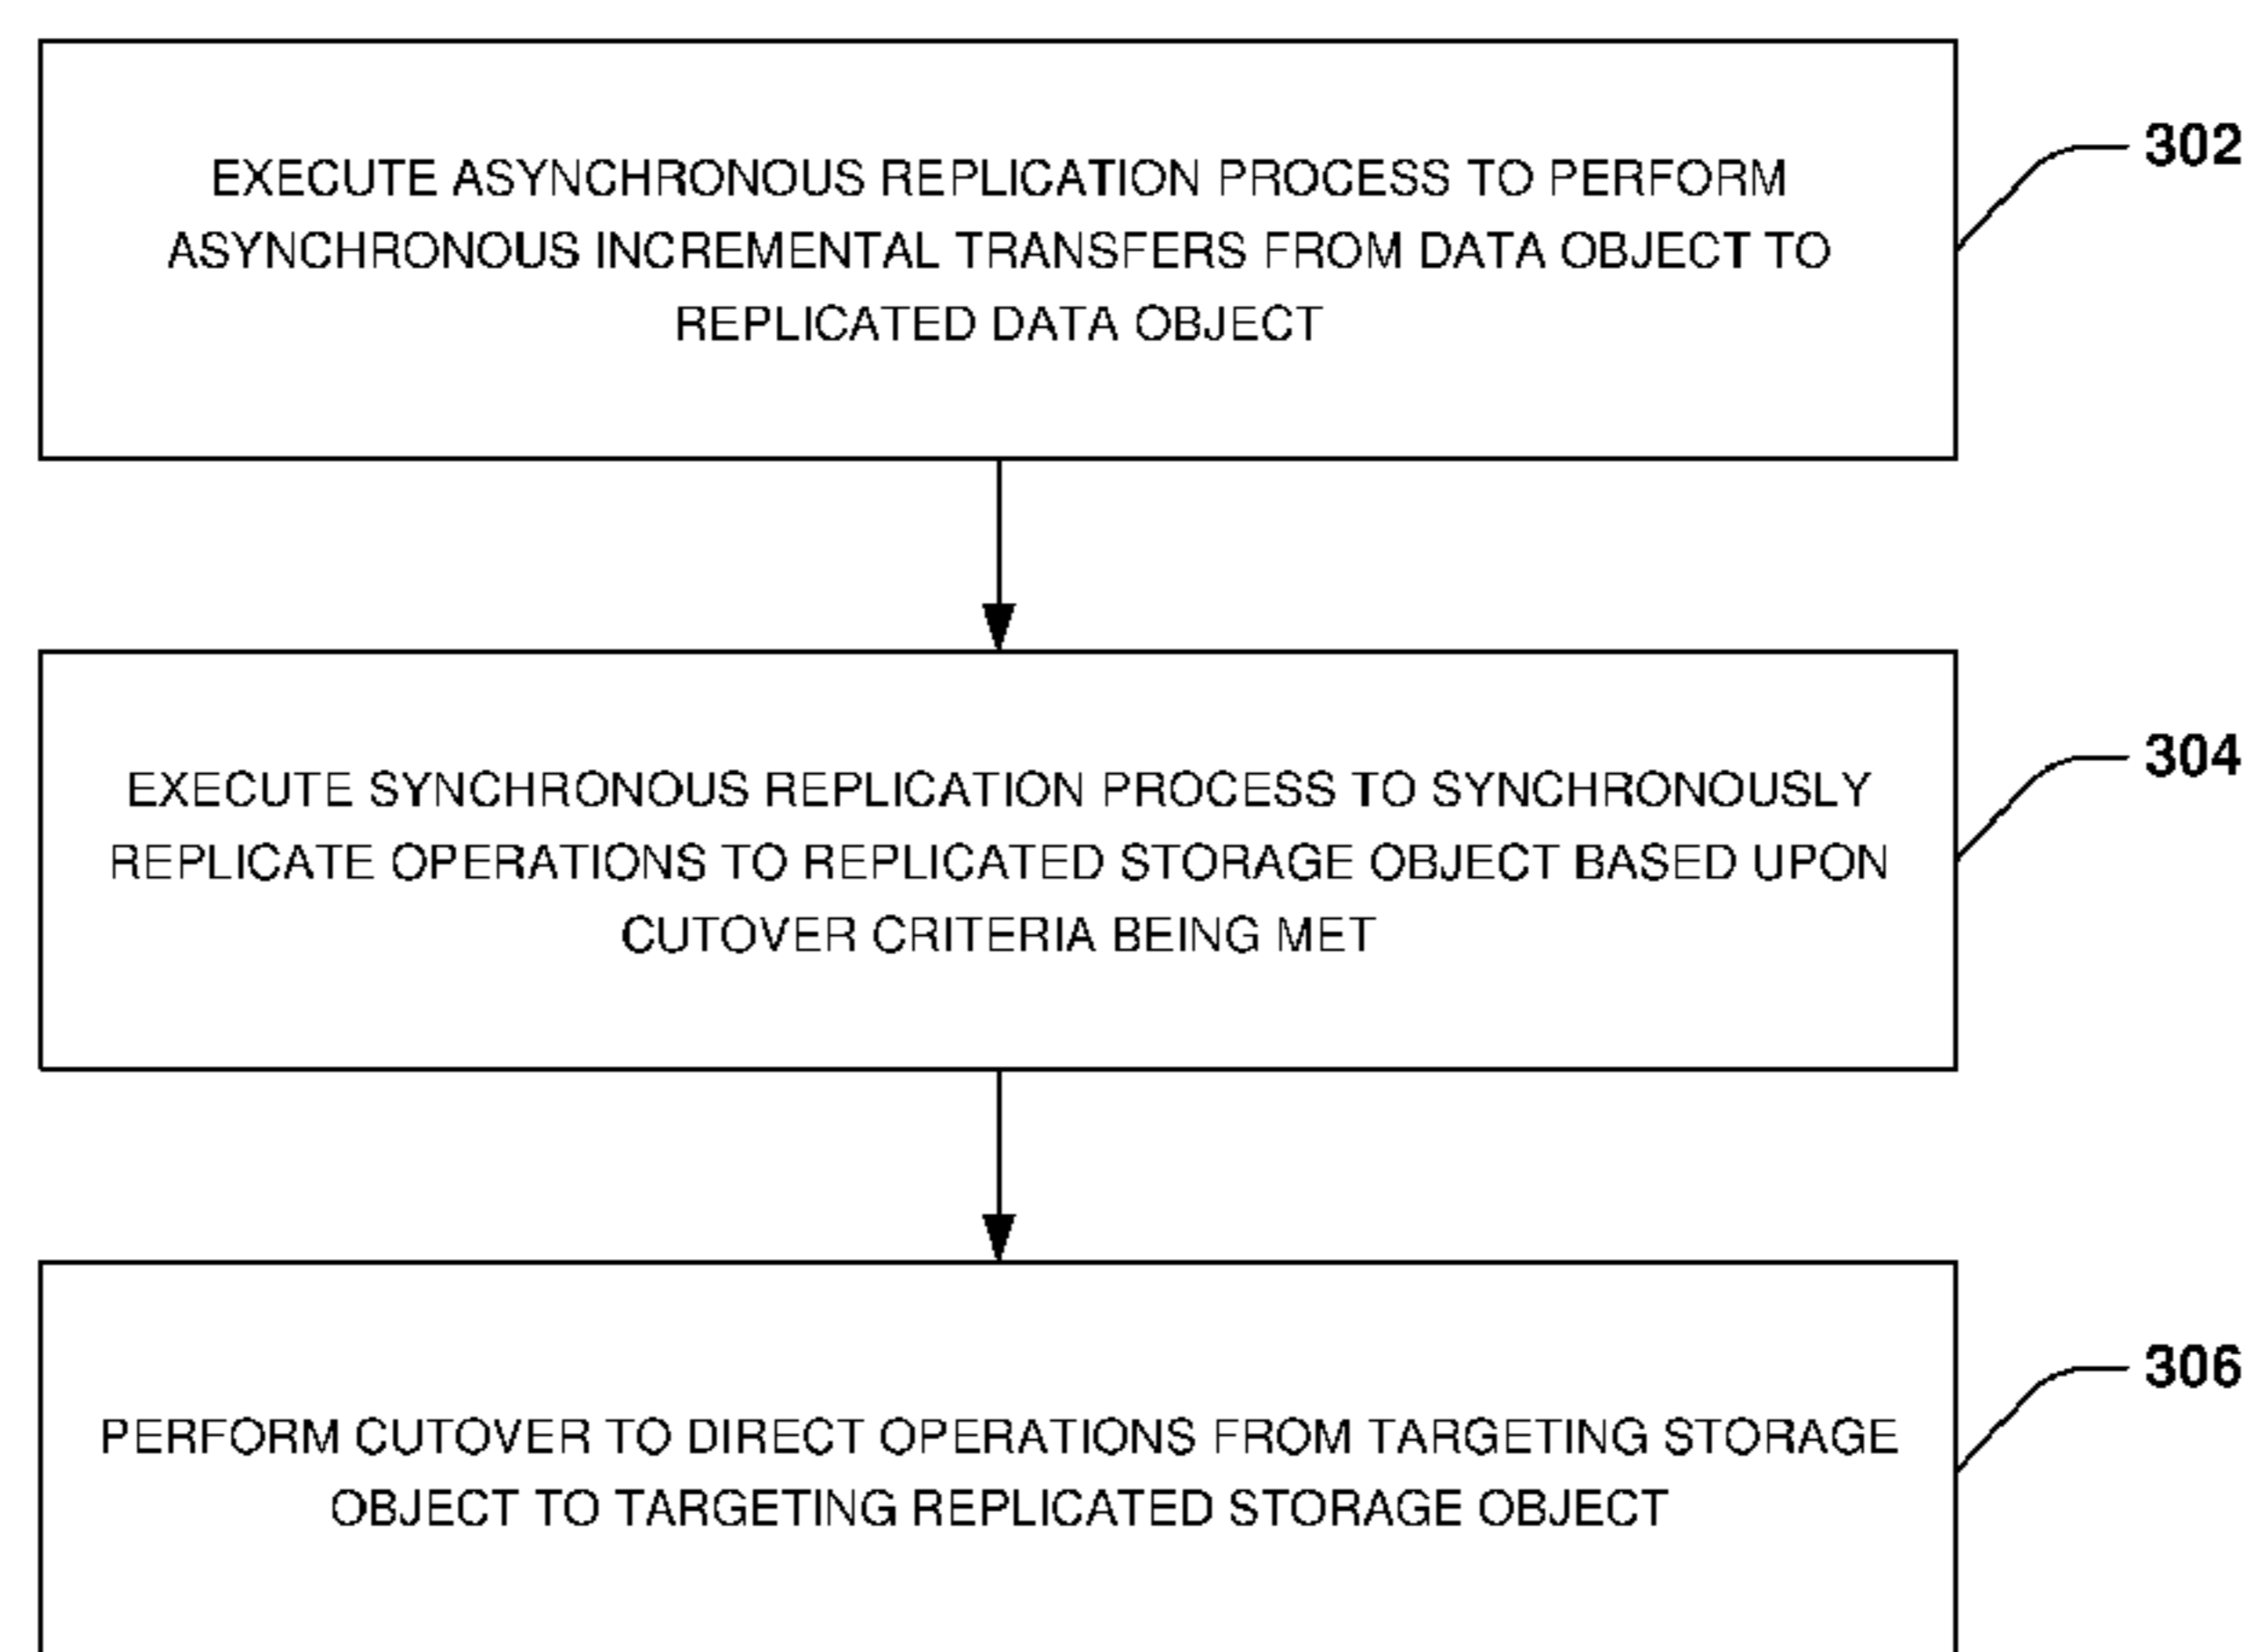 EXECUTE ASYNCHRONOUS REPLICATION PROCESS TO PERFORM
ASYNCHRONOUS INCREMENTAL TRANSFERS FROM DATA OBJECT TO
REPLICATED DATA OBJECT
302
EXECUTE SYNCHRONOUS REPLICATION PROCESS TO SYNCHRONOUSLY
REPLICATE OPERATIONS TO REPLICATED STORAGE OBJECT BASED UPON
CUTOVER CRITERIA BEING MET
304
PERFORM CUTOVER TO DIRECT OPERATIONS FROM TARGETING STORAGE
OBJECT TO TARGETING REPLICATED STORAGE OBJECT
306